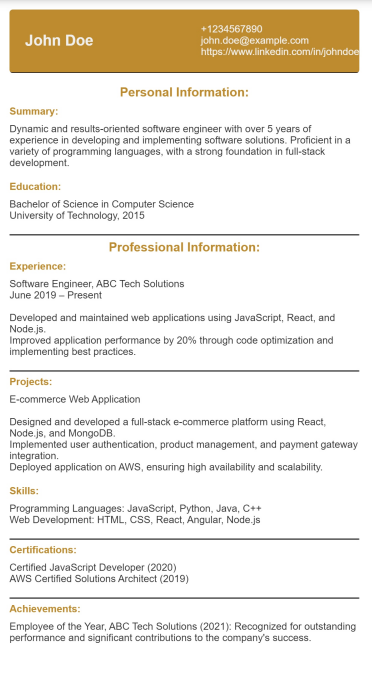 John Doe
+1234567890
john.doe@example.com
https://www.linkedin.com/in/johndoe
Personal Information:
Summary:
Dynamic and results-oriented software engineer with over 5 years of
experience in developing and implementing software solutions. Proficient in a
variety of programming languages, with a strong foundation in full-stack
development.
Education:
Bachelor of Science in Computer Science
University of Technology, 2015
Professional Information:
Experience:
Software Engineer, ABC Tech Solutions
June 2019 – Present
Developed and maintained web applications using JavaScript, React, and
Node.js.
Improved application performance by 20% through code optimization and
implementing best practices.
Projects:
E-commerce Web Application
Designed and developed a full-stack e-commerce platform using React,
Node.js, and MongoDB.
Implemented user authentication, product management, and payment gateway
integration.
Deployed application on AWS, ensuring high availability and scalability.
Skills:
Programming Languages: JavaScript, Python, Java, C++
Web Development: HTML, CSS, React, Angular, Node.js
Certifications:
Certified JavaScript Developer (2020)
AWS Certified Solutions Architect (2019)
Achievements:
Employee of the Year, ABC Tech Solutions (2021): Recognized for outstanding
performance and significant contributions to the company's success.